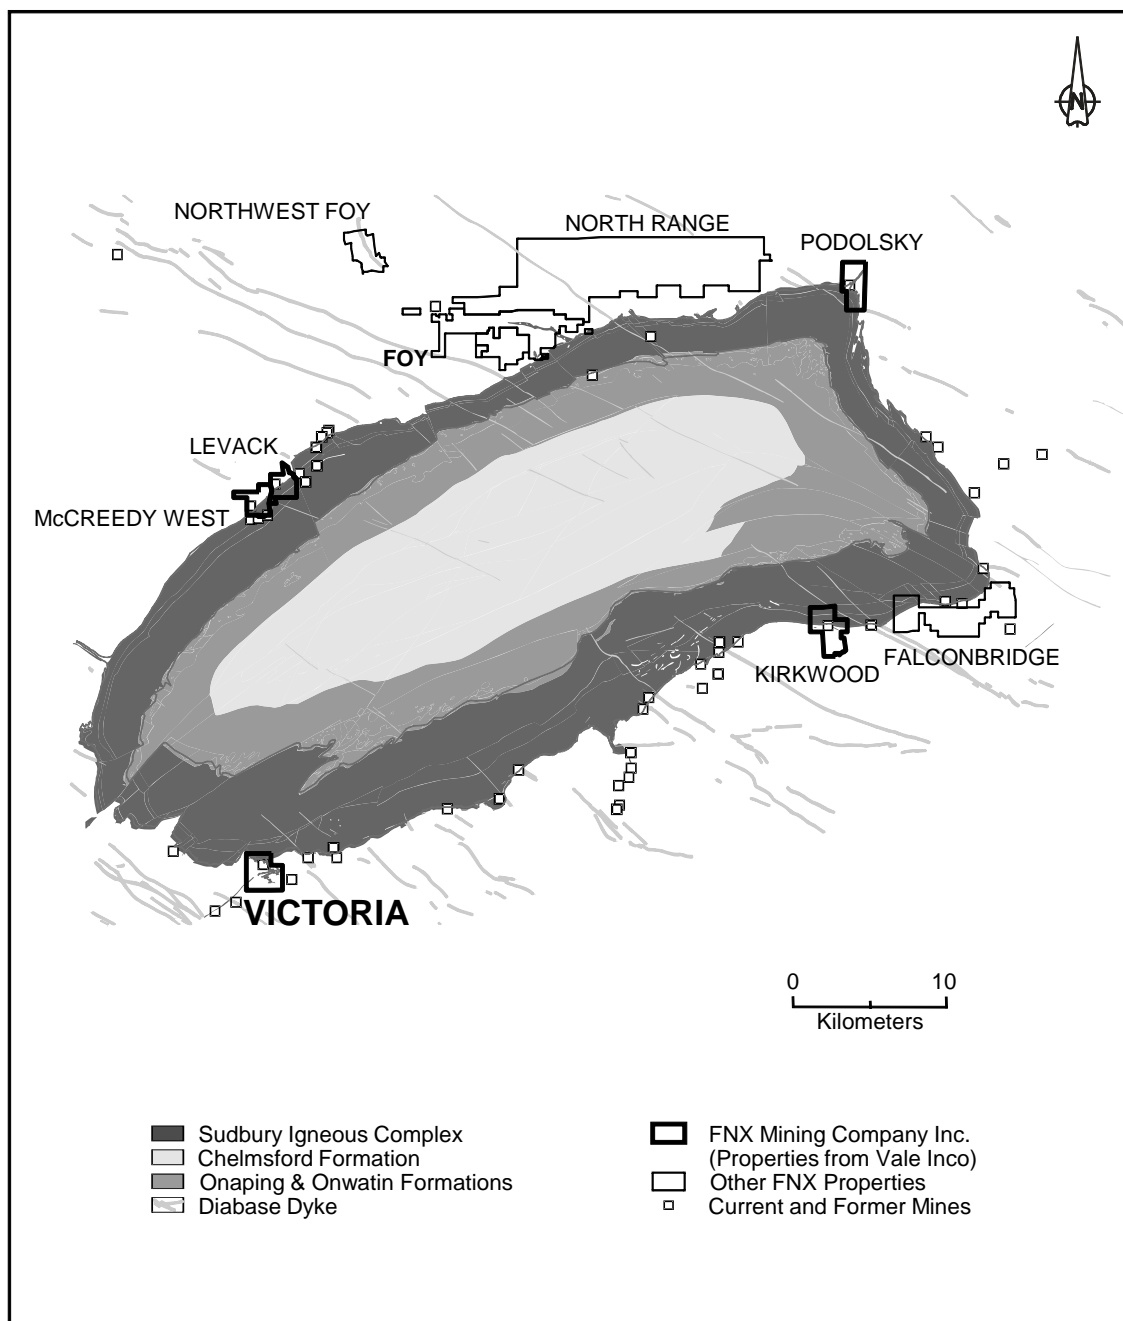 N
NORTHWEST FOY
NORTH RANGE
PODOLSKY
FOY
LEVACK
McCREEDY WEST
KIRKWOOD
FALCONBRIDGE
VICTORIA
0 10
Kilometers
Sudbury Igneous Complex
Chelmsford Formation
Onaping & Onwatin Formations
Diabase Dyke
FNX Mining Company Inc.
(Properties from Vale Inco)
Other FNX Properties
Current and Former Mines